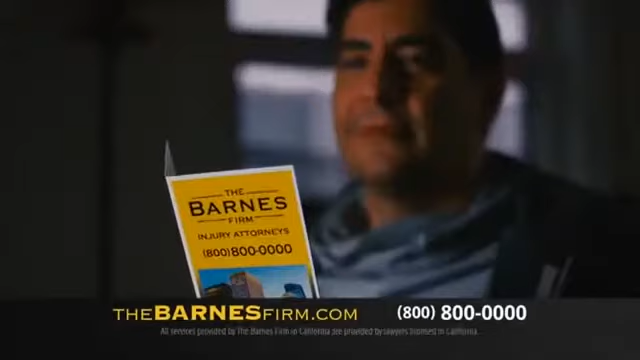 THE
BARNES
FIRM
INJURY ATTORNEYS
(800)800-0000
THEBARNESFIRM.COM (800) 800-0000
All services provided by The Barnes Firm in California are provided by lawyers licensed in California.